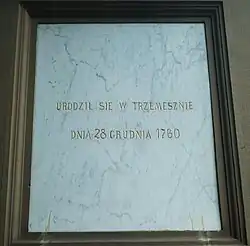 URODZIŁ SIĘ W TRZEMESZNIE
DNIA 28 GRUDNIA 1760